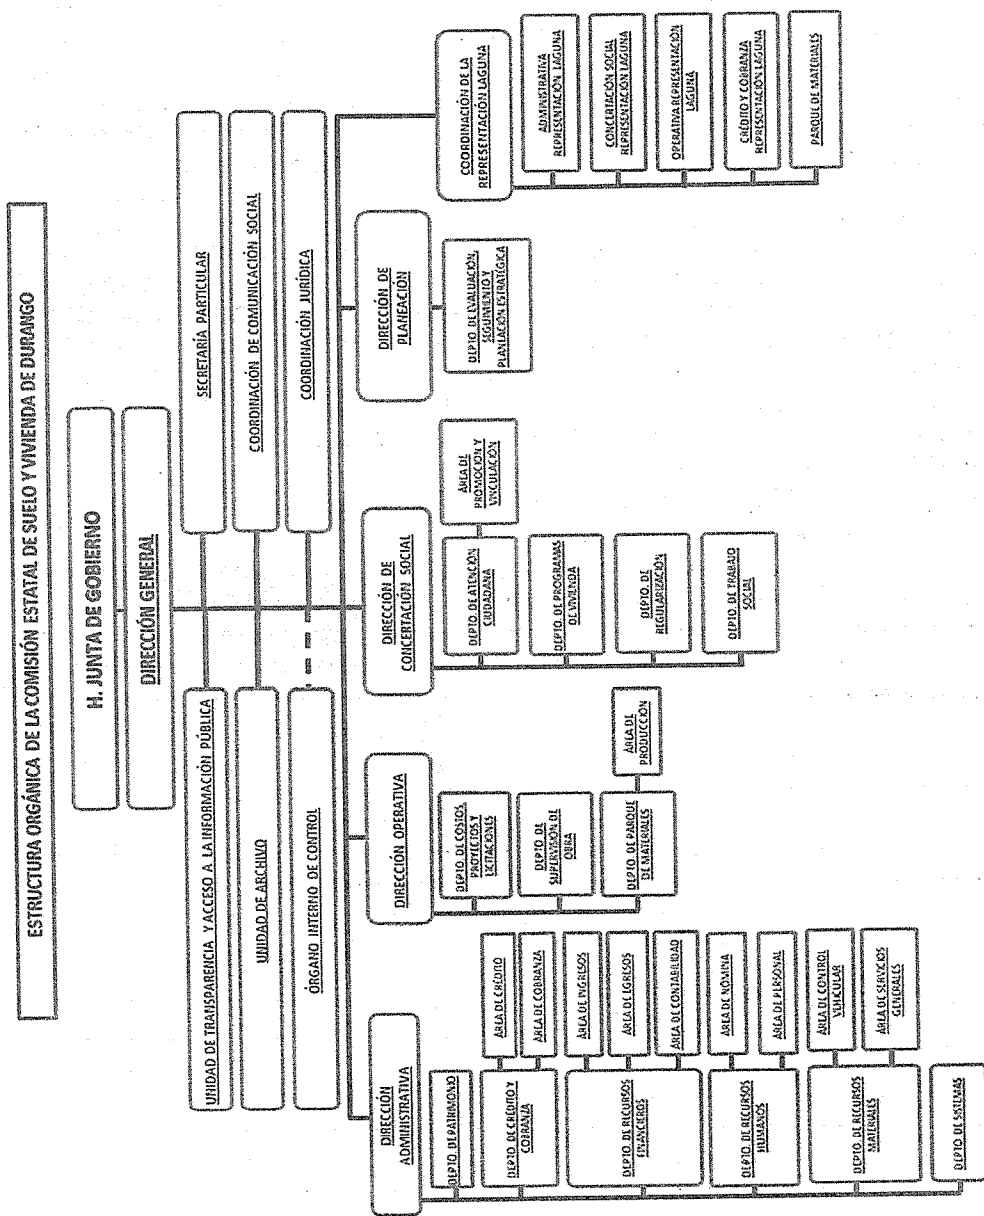 ESTRUCTURA ORGÁNICA DE LA COMISIÓN ESTATAL DE SUELO Y VIVIENDA DE DURANGO
H. JUNTA DE GOBIERNO
DIRECCIÓN GENERAL
UNIDAD DE TRANSPARENCIA Y ACCESO A LA INFORMACIÓN PÚBLICA
SECRETARÍA PARTICULAR
UNIDAD DE ARCHIVO
COORDINACIÓN DE COMUNICACIÓN SOCIAL
ÓRGANO INTERNO DE CONTROL
COORDINACIÓN JURÍDICA
DIRECCIÓN
ADMINISTRATIVA
DEPTO. DE PATRIMONIO
DEPTO. DE CRÉDITO Y
COBRANZA
ÁREA DE CRÉDITO
ÁREA DE COBRANZA
DEPTO. DE RECURSOS
FINANCIEROS
ÁREA DE INGRESOS
ÁREA DE EGRESOS
ÁREA DE CONTABILIDAD
DEPTO. DE RECURSOS
HUMANOS
ÁREA DE NÓMINA
ÁREA DE PERSONAL
DEPTO. DE RECURSOS
MATERIALES
ÁREA DE CONTROL
VEHICULAR
ÁREA DE SERVICIOS
GENERALES
DEPTO DE SISTEMAS
DIRECCIÓN OPERATIVA
DEPTO. DE COSTOS
PROYECTOS Y
LICITACIONES
DEPTO DE
SUPERVISIÓN DE
OBRA
DEPTO. DE PARQUE
DE MATERIALES
ÁREA DE
PRODUCCIÓN
DIRECCIÓN DE
CONCERTACIÓN SOCIAL
DEPTO. DE ATENCIÓN
CIUDADANA
ÁREA DE
PROMOCIÓN Y
VINCULACIÓN
DEPTO. DE PROGRAMAS
DE VIVIENDA
DEPTO. DE
REGULARIZACIÓN
DEPTO. DE TRABAJO
SOCIAL
DIRECCIÓN DE
PLANEACIÓN
DEPTO DE EVALUACIÓN,
SEGUIMIENTO Y
PLANEACIÓN ESTRATÉGICA
COORDINACIÓN DE LA
REPRESENTACIÓN LAGUNA
ADMINISTRATIVA
REPRESENTACIÓN LAGUNA
CONCERTACIÓN SOCIAL
REPRESENTACIÓN LAGUNA
OPERATIVA REPRESENTACIÓN
LAGUNA
CRÉDITO Y COBRANZA
REPRESENTACIÓN LAGUNA
PARQUE DE MATERIALES